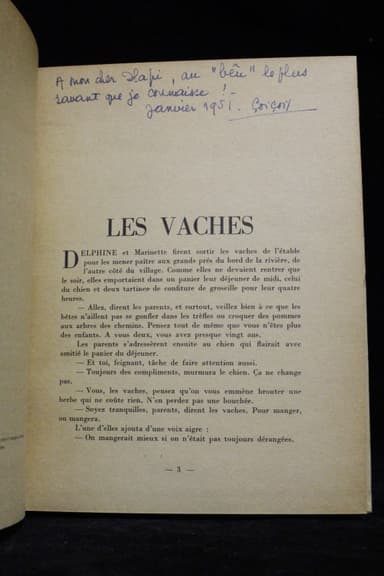 A mon cher Papi, au "bêu" le plus
savant que je connaisse ! -
Janvier 1951.
LES VACHES
DELPHINE et Marinette firent sortir les vaches de l'étable
pour les mener paître aux grands prés du bord de la rivière, de
l'autre côté du village. Comme elles ne devaient rentrer que
le soir, elles emportaient dans un panier leur déjeuner de midi, celui
du chien et deux tartines de confiture de groseille pour leur quatre
heures.
— Allez, dirent les parents, et surtout, veillez bien à ce que les
bêtes n'aillent pas se gonfler dans les trèfles ou croquer des pommes
aux arbres des chemins. Pensez tout de même que vous n'êtes plus
des enfants. A vous deux, vous avez presque vingt ans.
Les parents s'adressèrent ensuite au chien qui flairait avec
amitié le panier du déjeuner.
— Et toi, feignant, tâche de faire attention aussi.
— Toujours des compliments, murmura le chien. Ça ne change
pas.
— Vous, les vaches, pensez qu'on vous emmène brouter une
herbe qui ne coûte rien. N'en perdez pas une bouchée.
— Soyez tranquilles, parents, dirent les vaches. Pour manger,
on mangera.
L'une d'elles ajouta d'une voix aigre :
— On mangerait mieux si on n'était pas toujours dérangées.
— 3 —